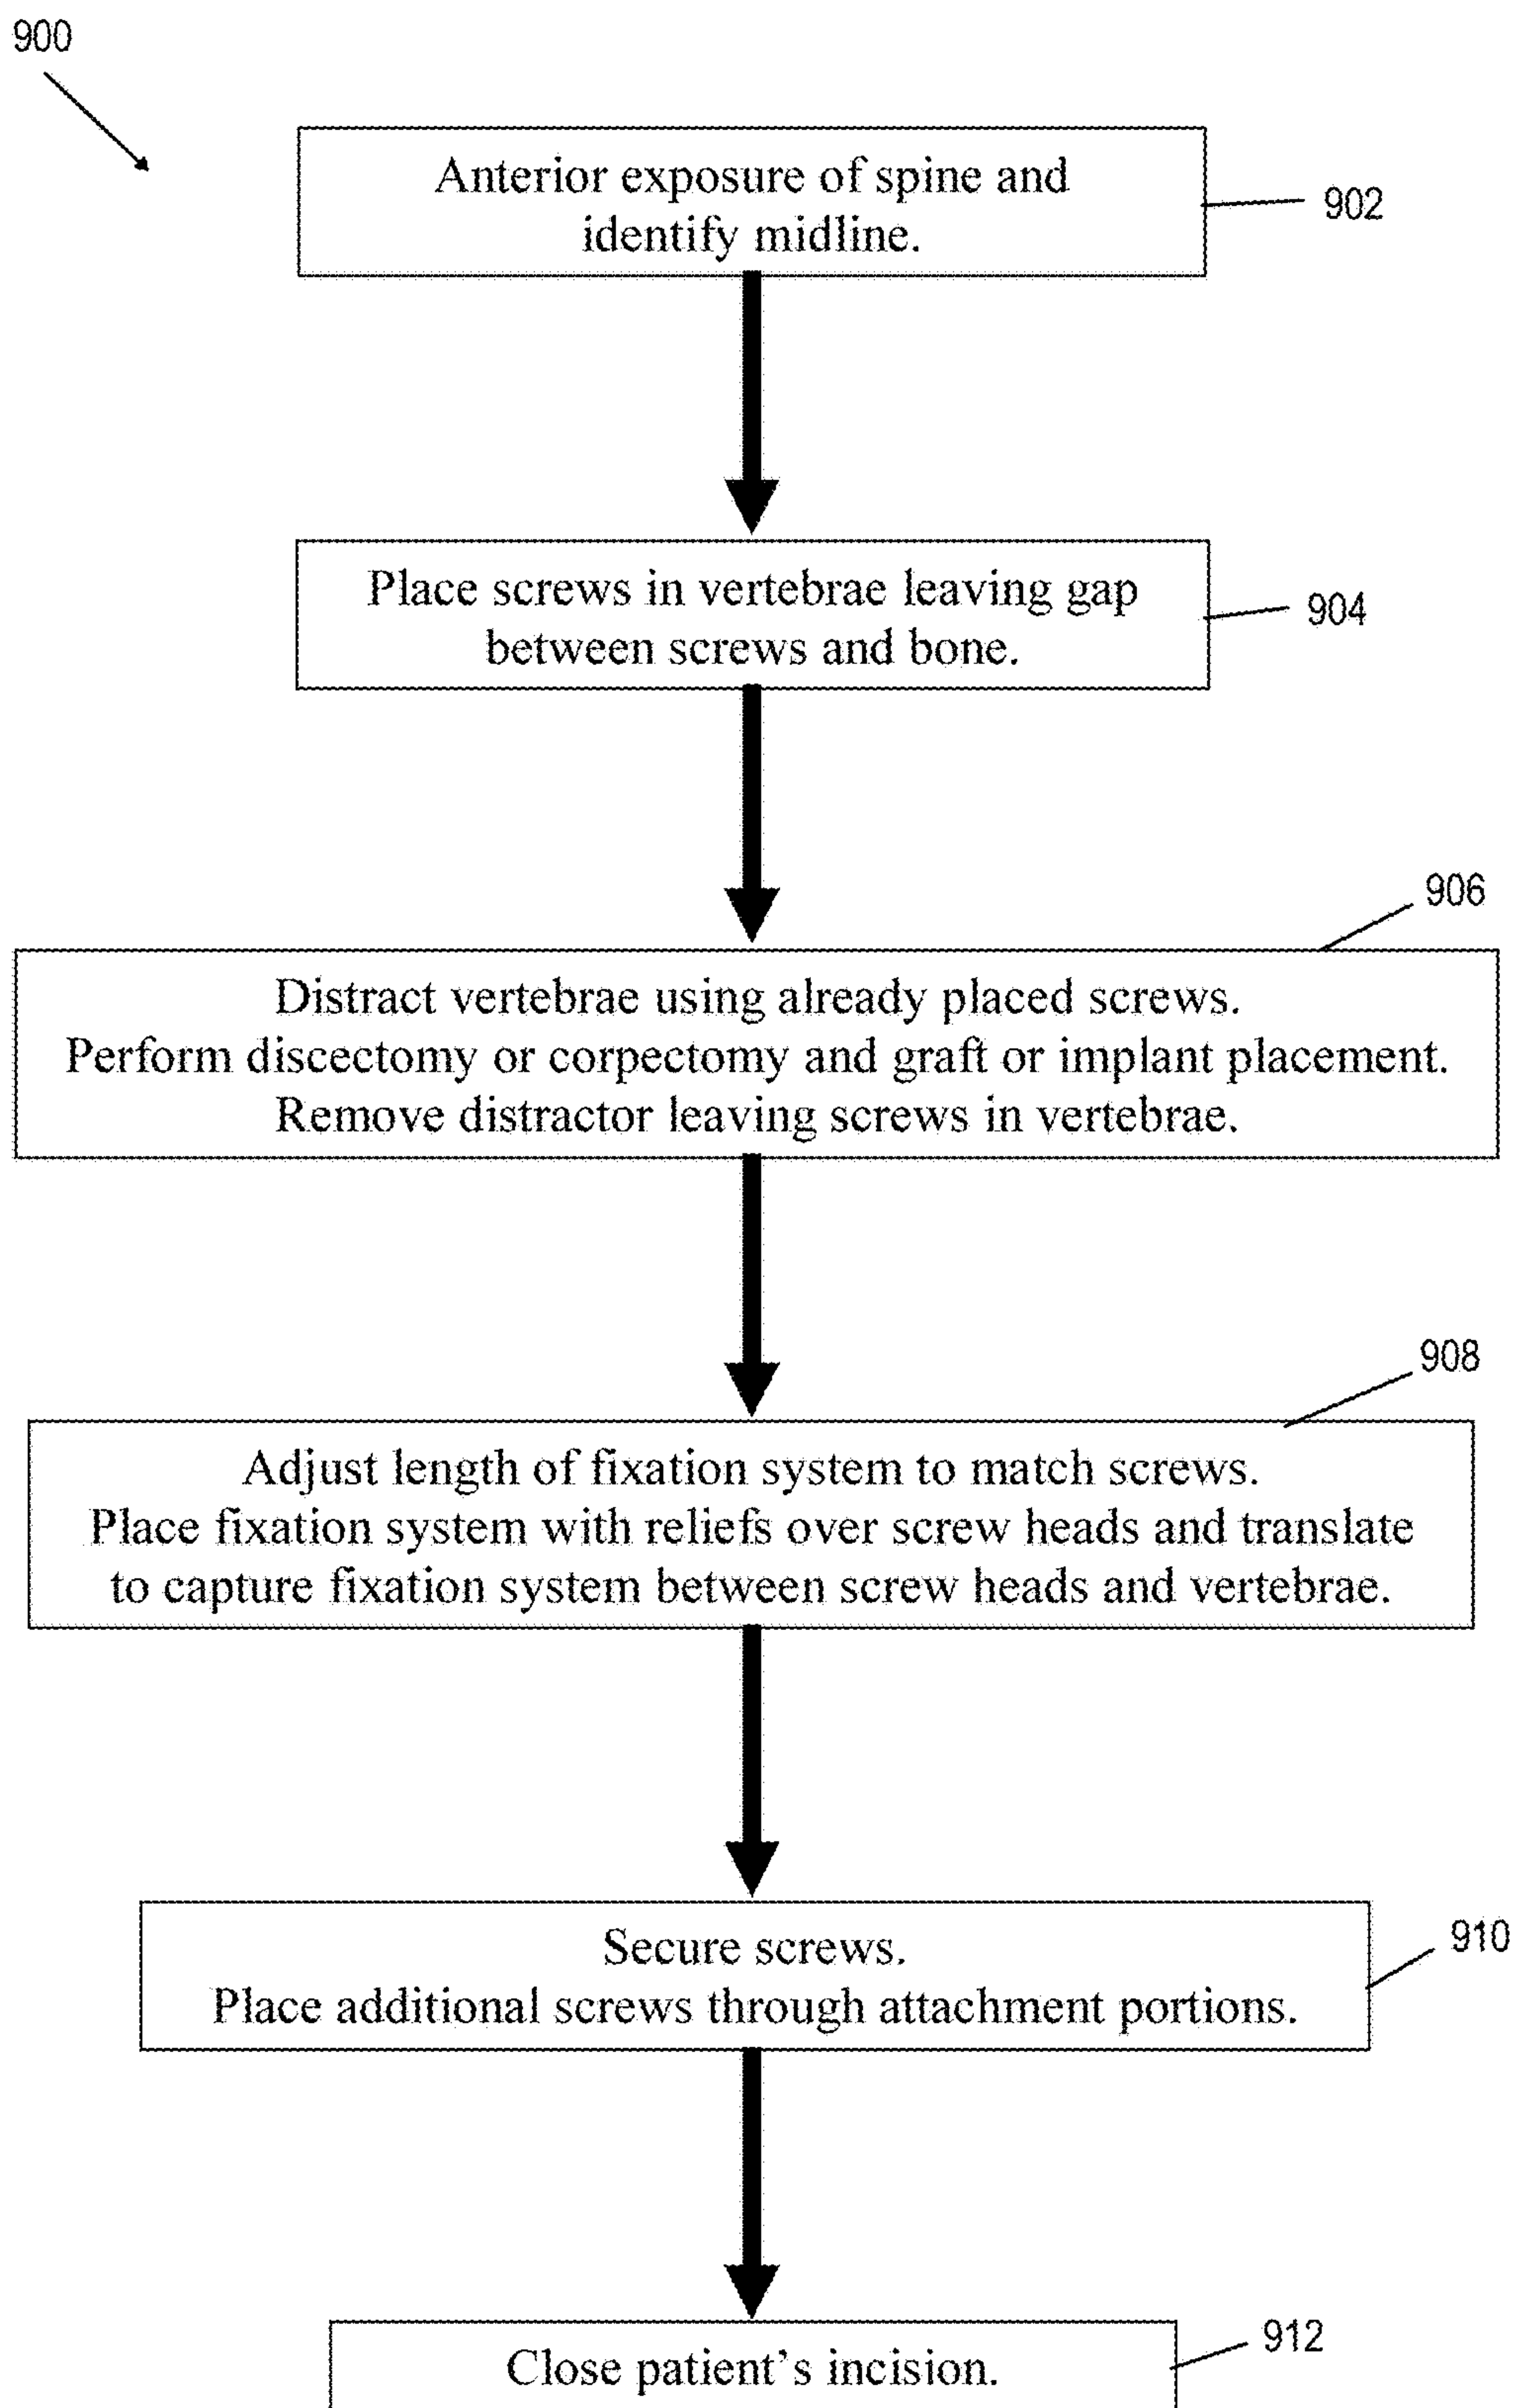 900
Anterior exposure of spine and
identify midline.
902
Place screws in vertebrae leaving gap
between screws and bone.
904
906
Distract vertebrae using already placed screws.
Perform discectomy or corpectomy and graft or implant placement.
Remove distractor leaving screws in vertebrae.
908
Adjust length of fixation system to match screws.
Place fixation system with reliefs over screw heads and translate
to capture fixation system between screw heads and vertebrae.
Secure screws.
910
Place additional screws through attachment portions.
912
Close patient's incision.